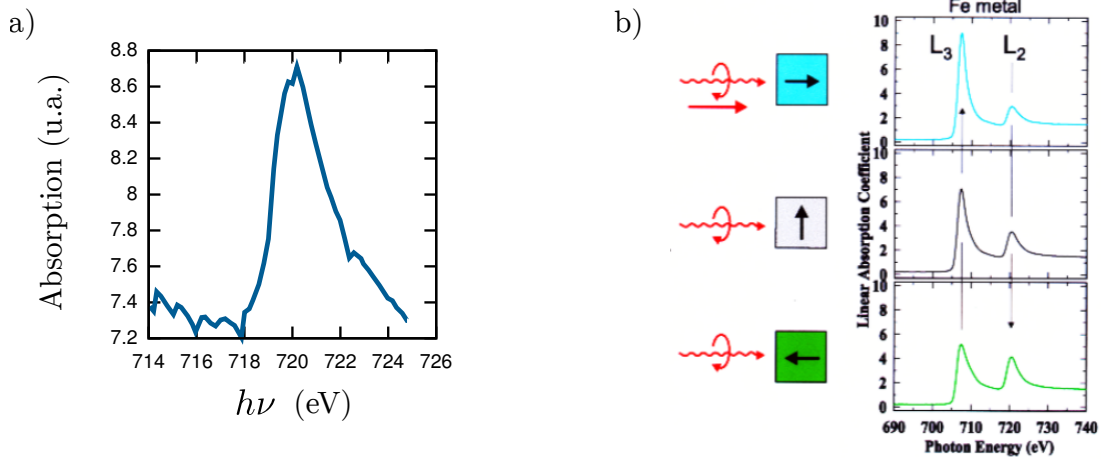 a)
8.8
8.6
8.4
8.2
8
7.8
7.6
7.4
7.2
714 716 718 720 722 724 726
Absorption (u.a.)
hν (eV)
b)
Fe metal
L3 L2
10
8
6
4
2
0
10
8
6
4
2
0
10
8
6
4
2
0
690 700 710 720 730 740
Linear Absorption Coefficient
Photon Energy (eV)